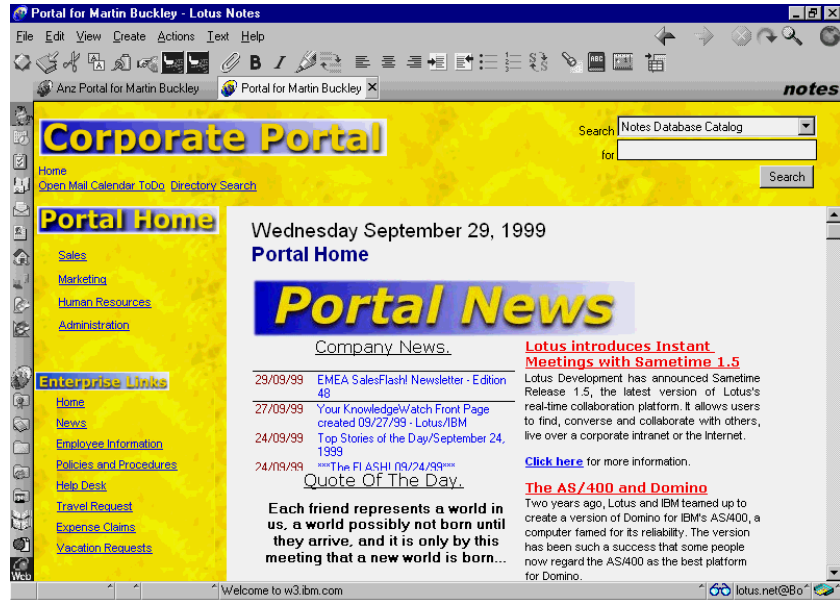 Portal for Martin Buckley - Lotus Notes
File Edit View Create Actions Text Help
Anz Portal for Martin Buckley
Portal for Martin Buckley
notes
Corporate Portal
Search Notes Database Catalog
for
Search
Home
Open Mail Calendar ToDo Directory Search
Portal Home
Sales
Marketing
Human Resources
Administration
Enterprise Links
Home
News
Employee Information
Policies and Procedures
Help Desk
Travel Request
Expense Claims
Vacation Requests
Web
Wednesday September 29, 1999
Portal Home
Portal News
Company News.
29/09/99 EMEA SalesFlash! Newsletter - Edition
48
27/09/99 Your KnowledgeWatch Front Page
created 09/27/99 - Lotus/IBM
24/09/99 Top Stories of the Day/September 24,
1999
24/09/99 ***The FLASH! 09/24/99***
Quote Of The Day.
Each friend represents a world in
us, a world possibly not born until
they arrive, and it is only by this
meeting that a new world is born...
Lotus introduces Instant
Meetings with Sametime 1.5
Lotus Development has announced Sametime
Release 1.5, the latest version of Lotus's
real-time collaboration platform. It allows users
to find, converse and collaborate with others,
live over a corporate intranet or the Internet.
Click here for more information.
The AS/400 and Domino
Two years ago, Lotus and IBM teamed up to
create a version of Domino for IBM's AS/400, a
computer famed for its reliability. The version
has been such a success that some people
now regard the AS/400 as the best platform
for Domino.
Welcome to w3.ibm.com
lotus.net@Bo